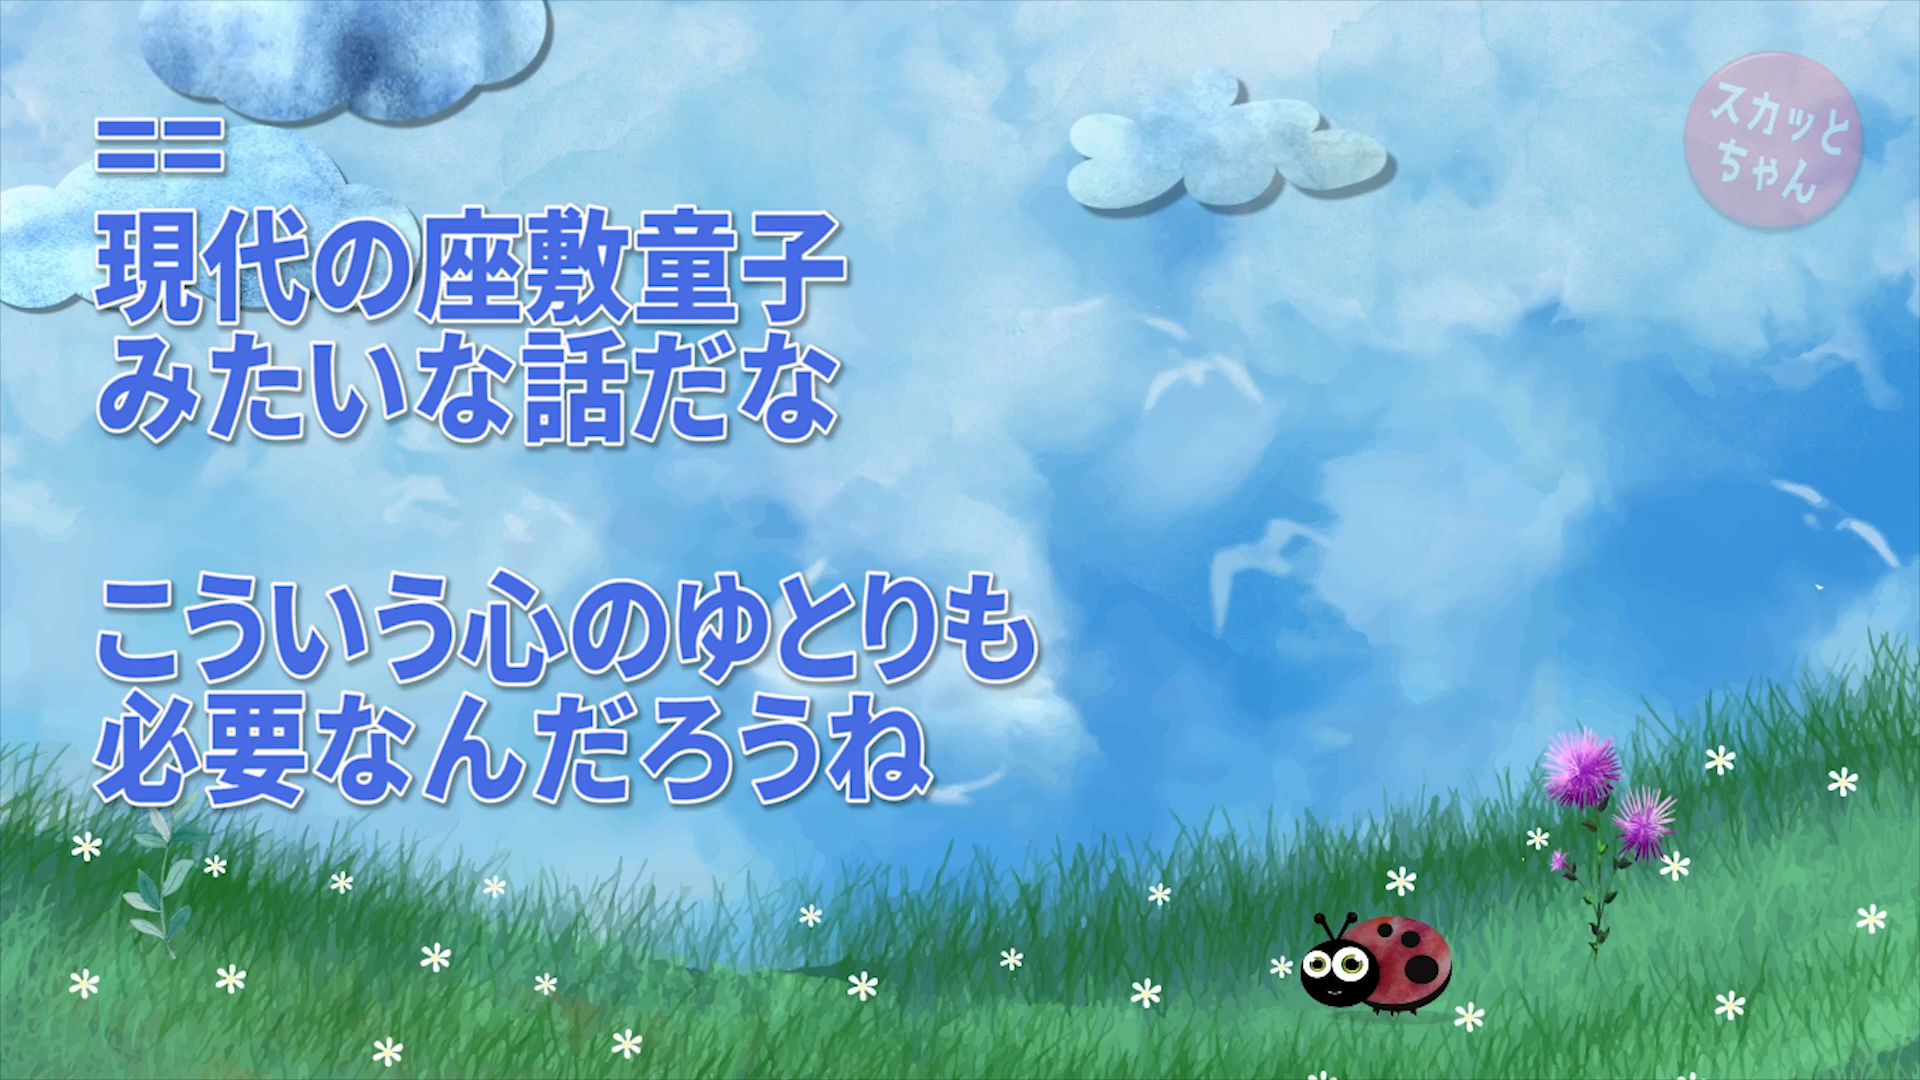 ==
現代の座敷童子
みたいな話だな
こういう心のゆとりも
必要なんだろうね
スカッと
ちゃん